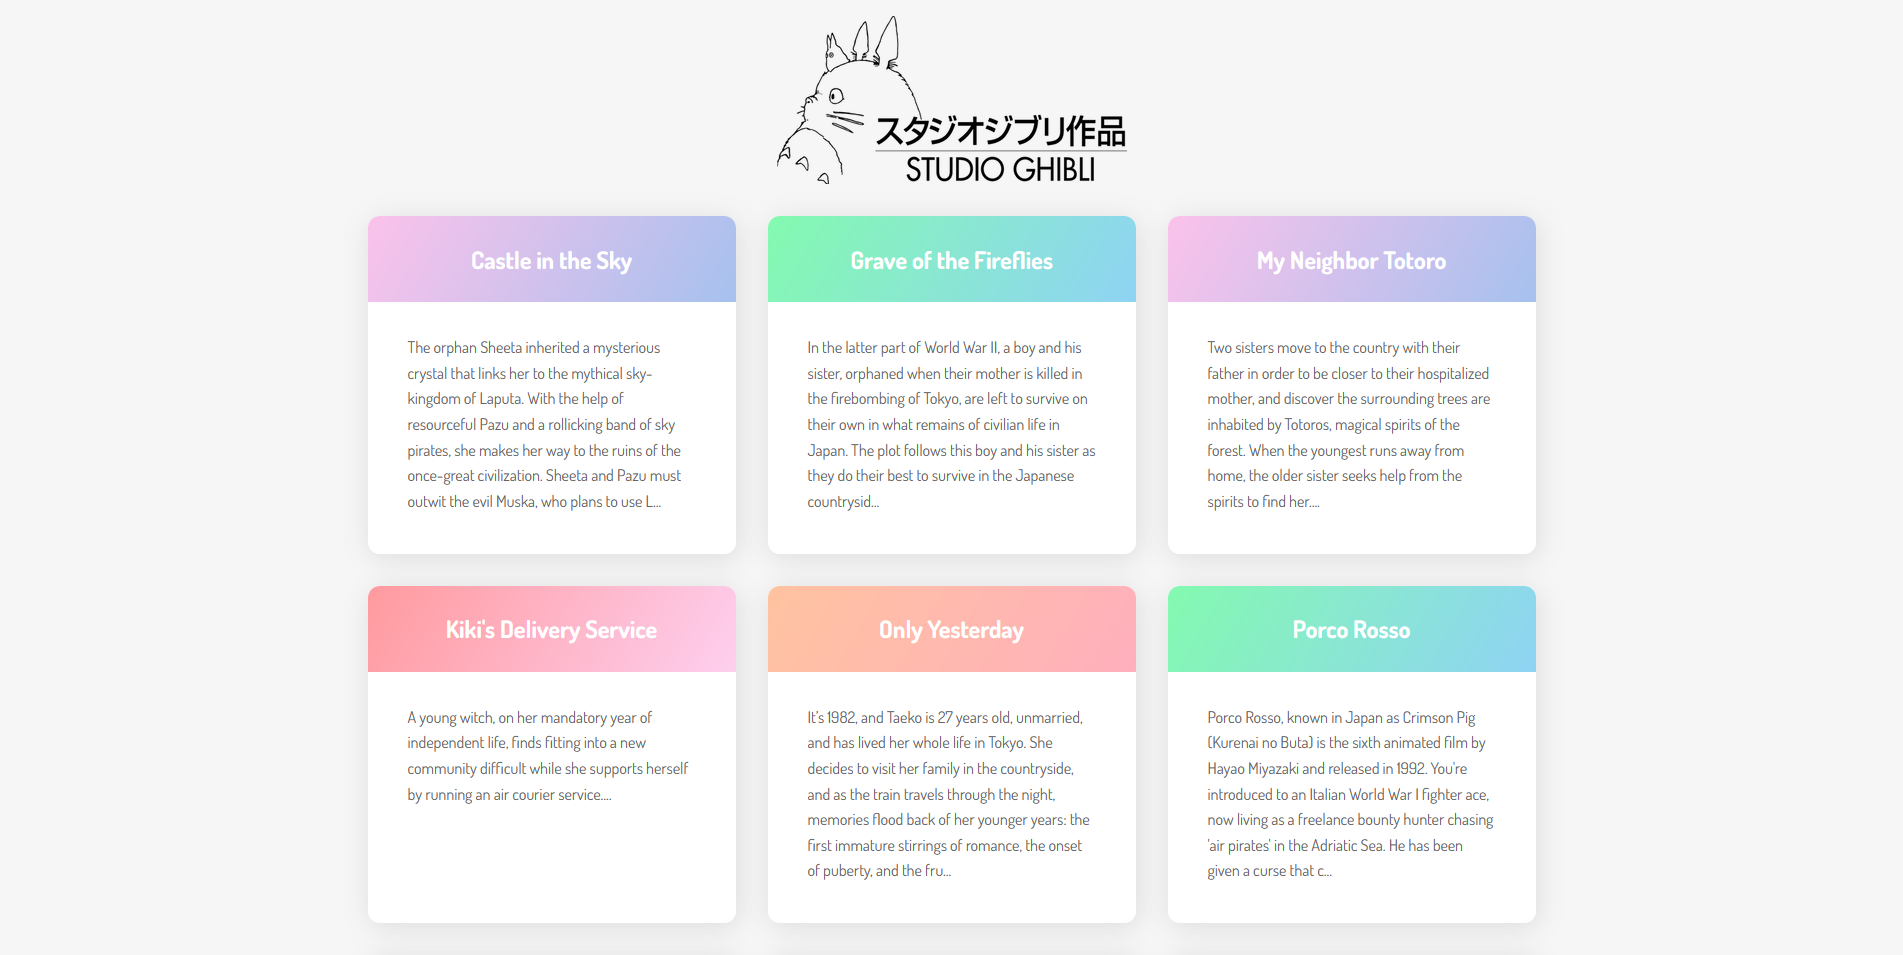 スタジオジブリ作品
STUDIO GHIBLI
Castle in the Sky
The orphan Sheeta inherited a mysterious
crystal that links her to the mythical sky-
kingdom of Laputa. With the help of
resourceful Pazu and a rollicking band of sky
pirates, she makes her way to the ruins of the
once-great civilization. Sheeta and Pazu must
outwit the evil Muska, who plans to use L...
Grave of the Fireflies
In the latter part of World War II, a boy and his
sister, orphaned when their mother is killed in
the firebombing of Tokyo, are left to survive on
their own in what remains of civilian life in
Japan. The plot follows this boy and his sister as
they do their best to survive in the Japanese
countrysid...
My Neighbor Totoro
Two sisters move to the country with their
father in order to be closer to their hospitalized
mother, and discover the surrounding trees are
inhabited by Totoros, magical spirits of the
forest. When the youngest runs away from
home, the older sister seeks help from the
spirits to find her....
Kiki's Delivery Service
A young witch, on her mandatory year of
independent life, finds fitting into a new
community difficult while she supports herself
by running an air courier service....
Only Yesterday
It's 1982, and Taeko is 27 years old, unmarried,
and has lived her whole life in Tokyo. She
decides to visit her family in the countryside,
and as the train travels through the night,
memories flood back of her younger years: the
first immature stirrings of romance, the onset
of puberty, and the fru...
Porco Rosso
Porco Rosso, known in Japan as Crimson Pig
(Kurenai no Buta) is the sixth animated film by
Hayao Miyazaki and released in 1992. You're
introduced to an Italian World War I fighter ace,
now living as a freelance bounty hunter chasing
'air pirates' in the Adriatic Sea. He has been
given a curse that c...